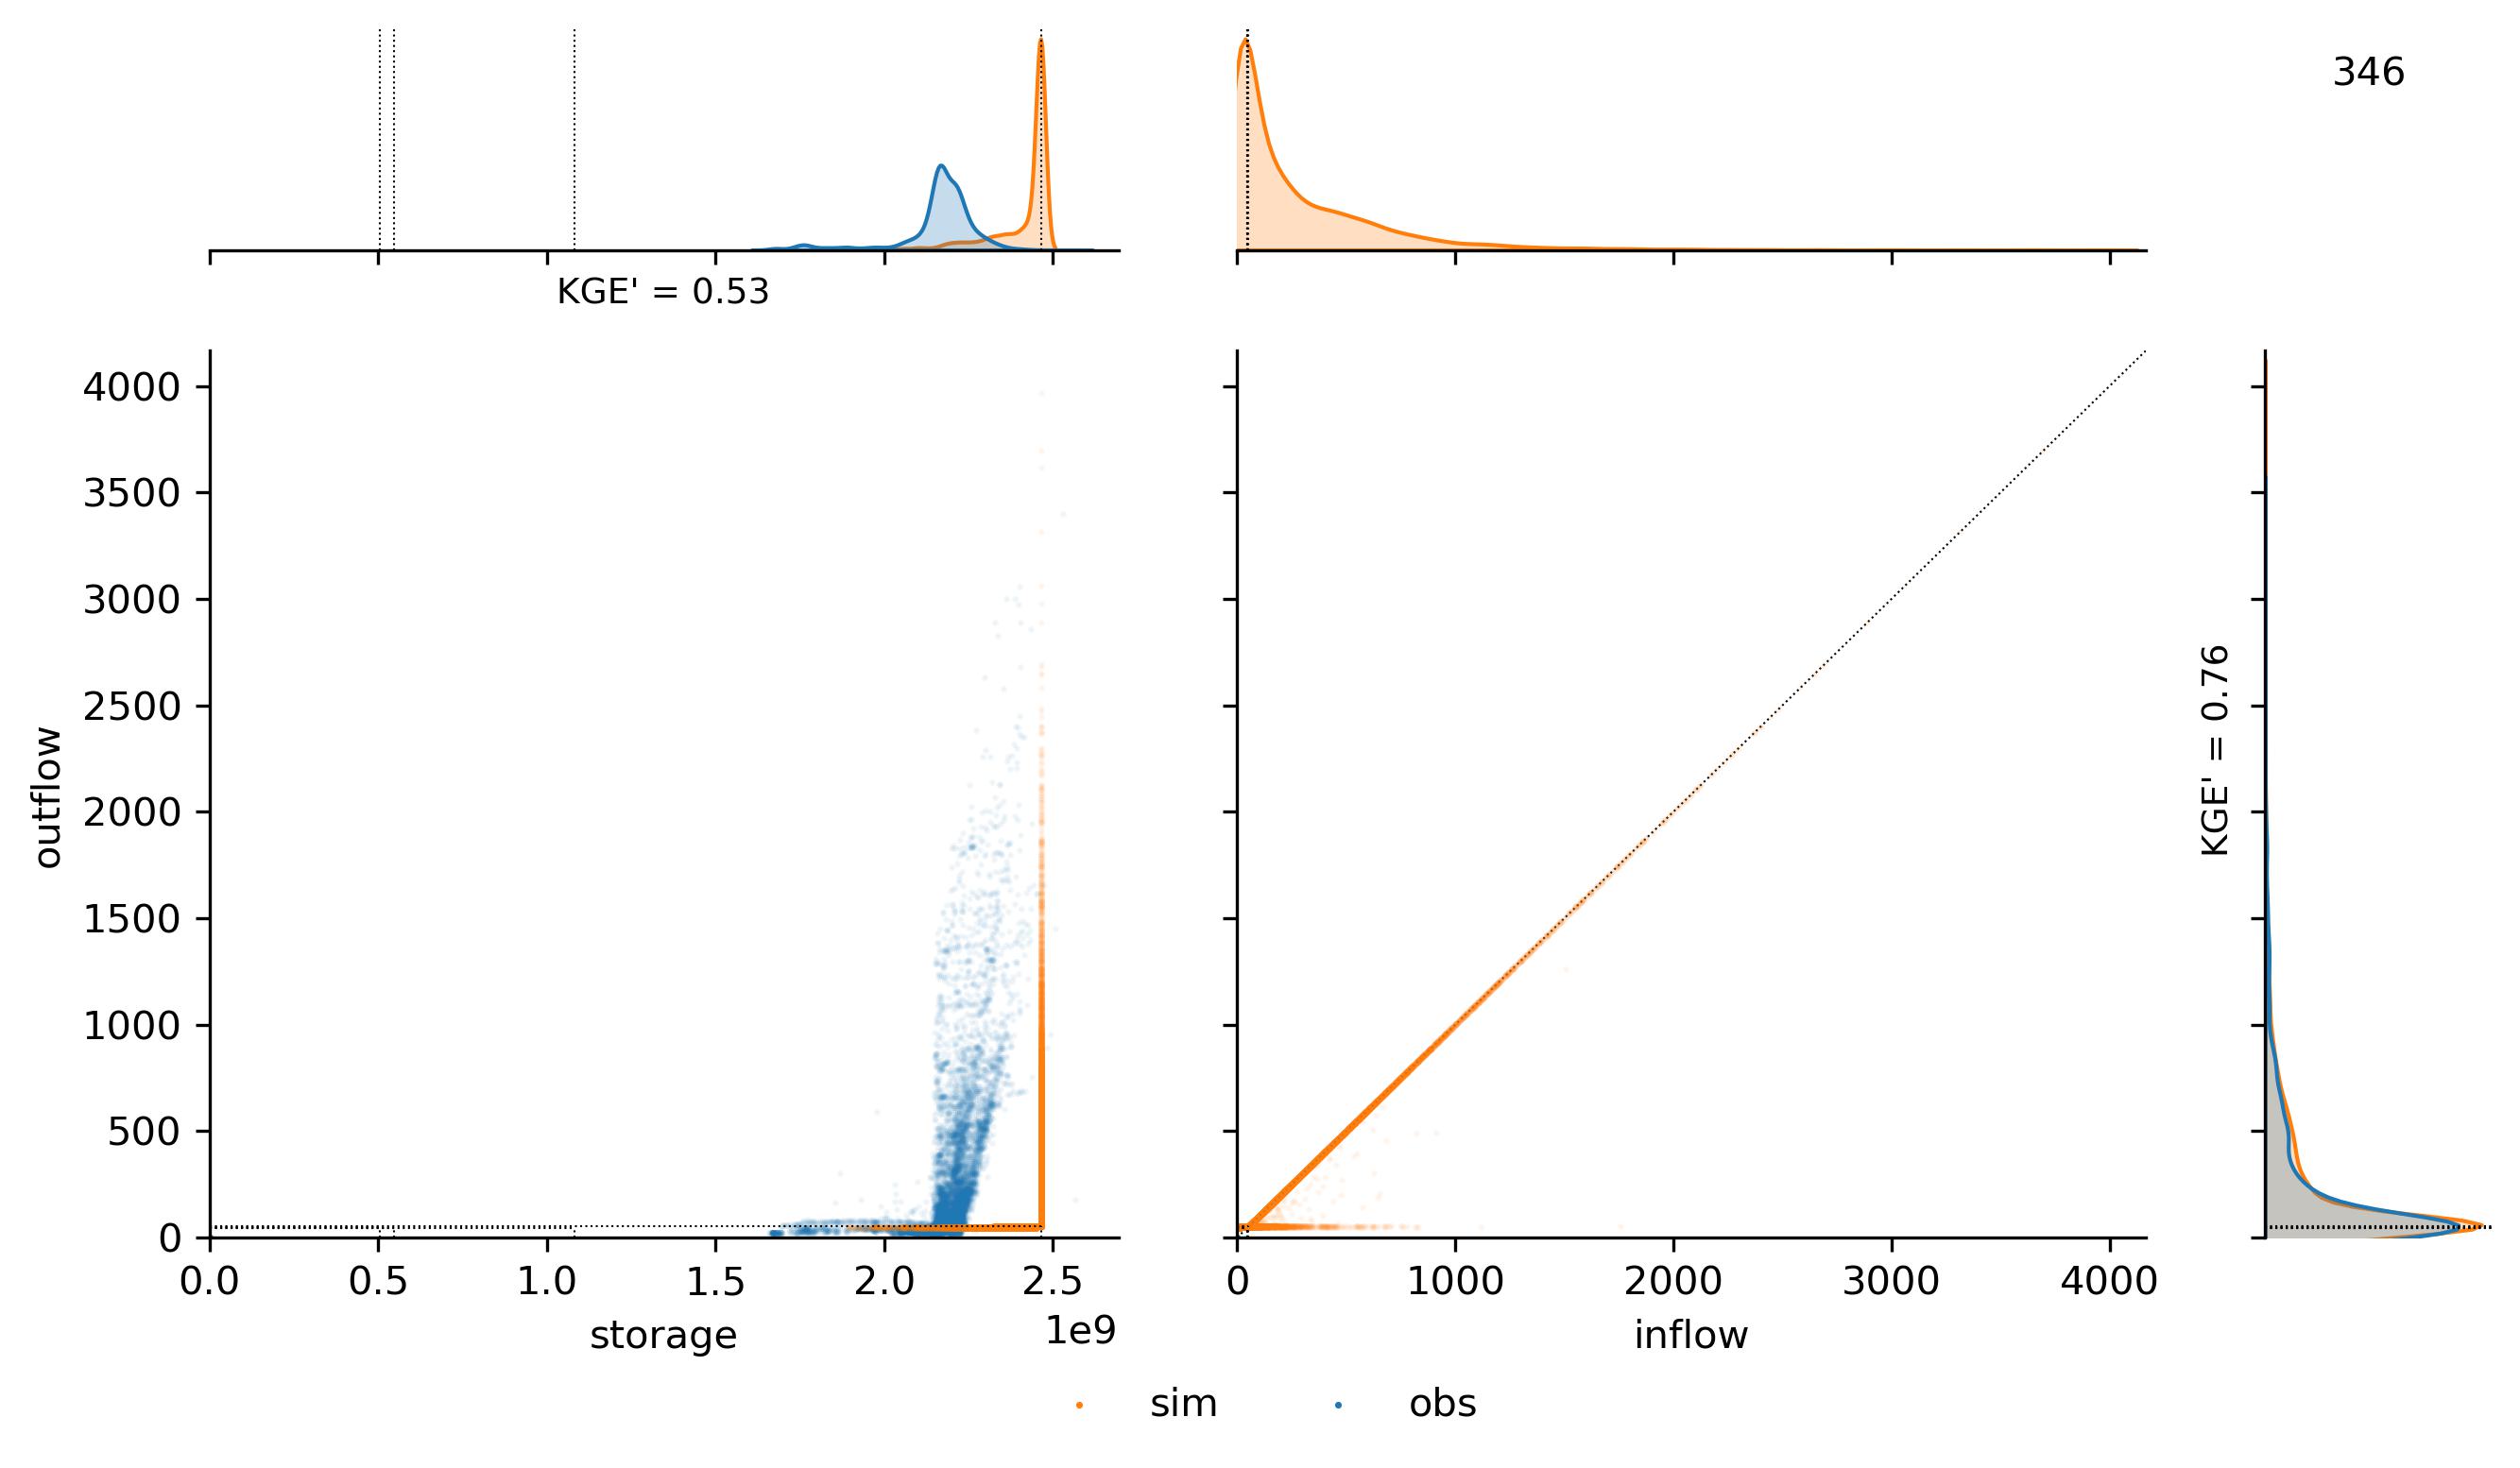 346
KGE' = 0.53
outflow
4000
3500
3000
2500
2000
1500
1000
500
0
0.0 0.5 1.0 1.5 2.0 2.5
1e9
storage
0 1000 2000 3000 4000
inflow
KGE' = 0.76
sim obs